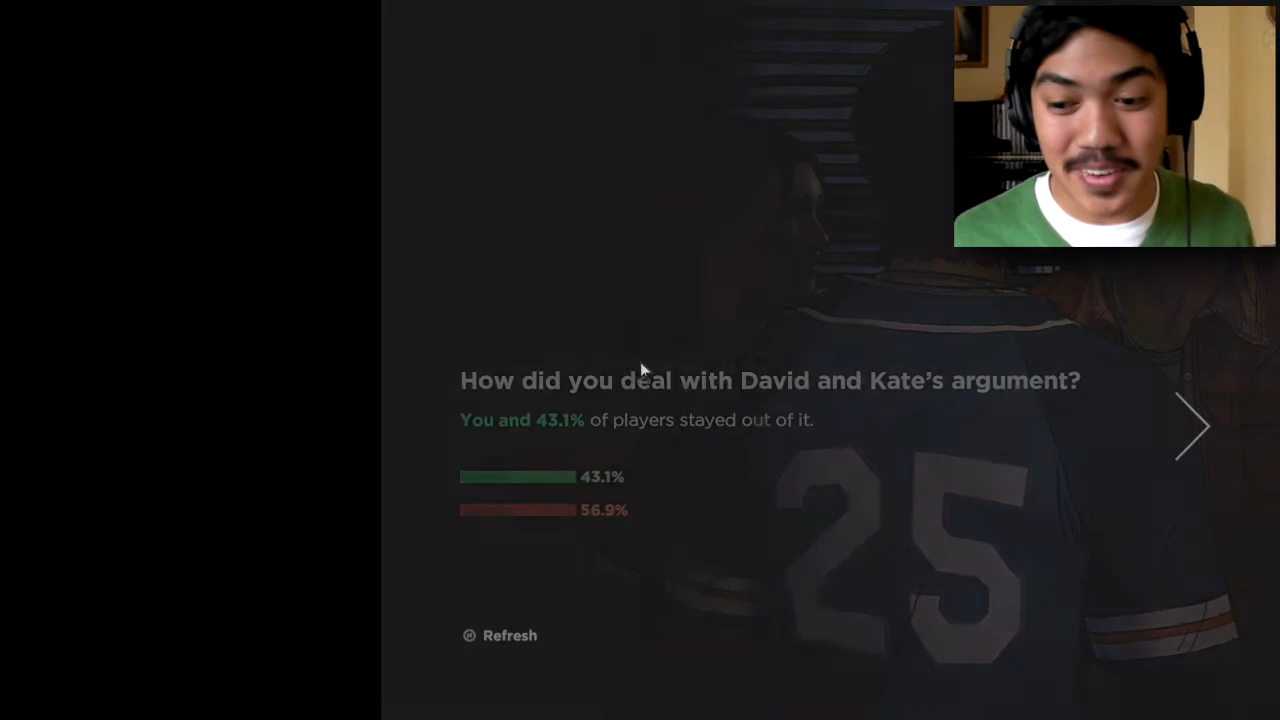 How did you deal with David and Kate’s argument?
You and 43.1% of players stayed out of it.
43.1%
56.9%
25
Refresh